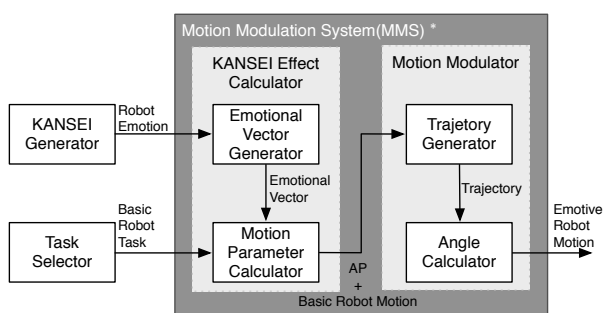 Motion Modulation System(MMS) *
KANSEI Effect
Calculator
Motion Modulator
KANSEI
Generator
Robot
Emotion
Emotional
Vector
Generator
Trajetory
Generator
Emotional
Vector
Trajectory
Task
Selector
Basic
Robot
Task
Motion
Parameter
Calculator
AP
+
Basic Robot Motion
Angle
Calculator
Emotive
Robot
Motion